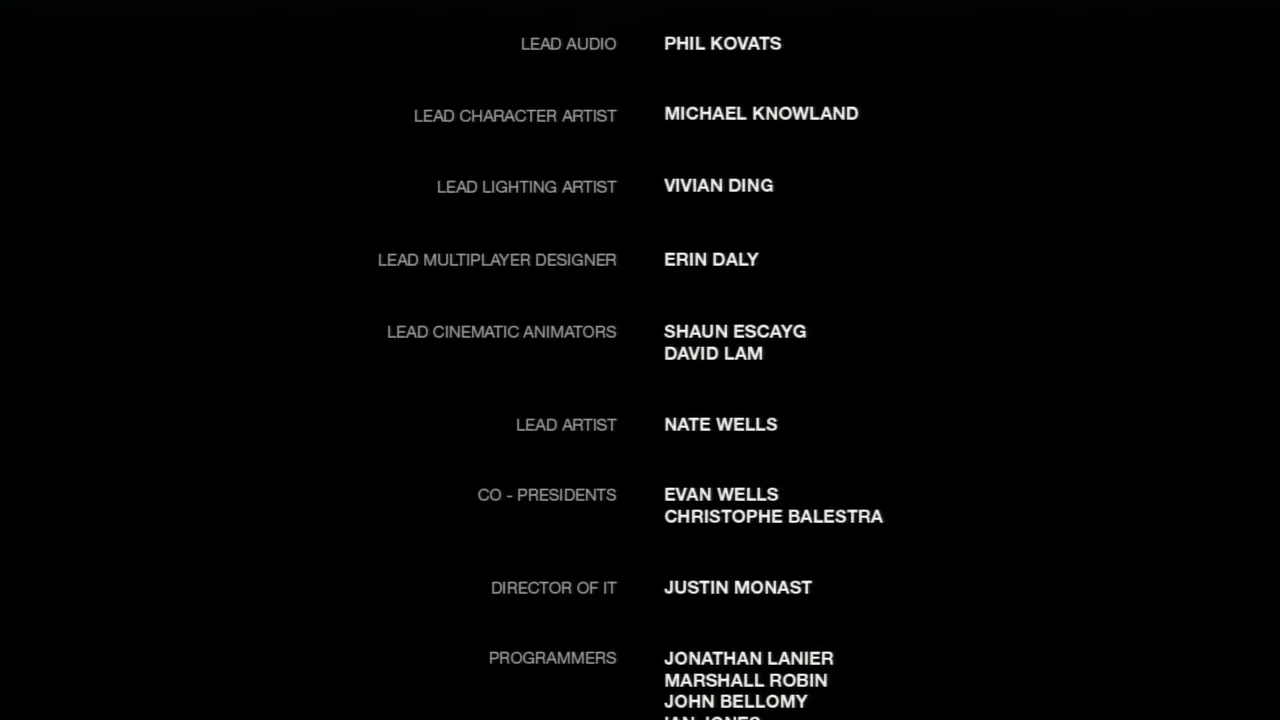 LEAD AUDIO PHIL KOVATS
LEAD CHARACTER ARTIST MICHAEL KNOWLAND
LEAD LIGHTING ARTIST VIVIAN DING
LEAD MULTIPLAYER DESIGNER ERIN DALY
LEAD CINEMATIC ANIMATORS SHAUN ESCAYG
DAVID LAM
LEAD ARTIST NATE WELLS
CO - PRESIDENTS EVAN WELLS
CHRISTOPHE BALESTRA
DIRECTOR OF IT JUSTIN MONAST
PROGRAMMERS JONATHAN LANIER
MARSHALL ROBIN
JOHN BELLOMY
IAN JONES